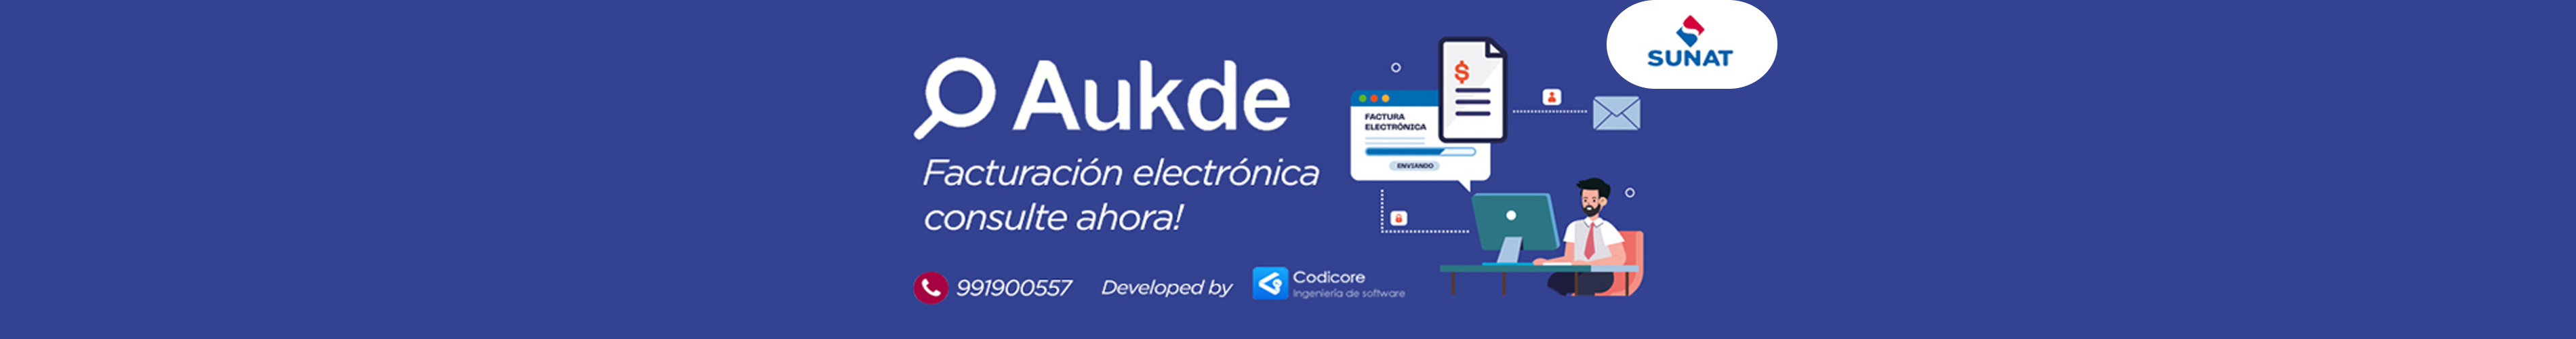 SUNAT
Aukde
$
FACTURA
ELECTRÓNICA
ENVIANDO
Facturación electrónica
consulte ahora!
991900557 Developed by Codicore
Ingeniería de software